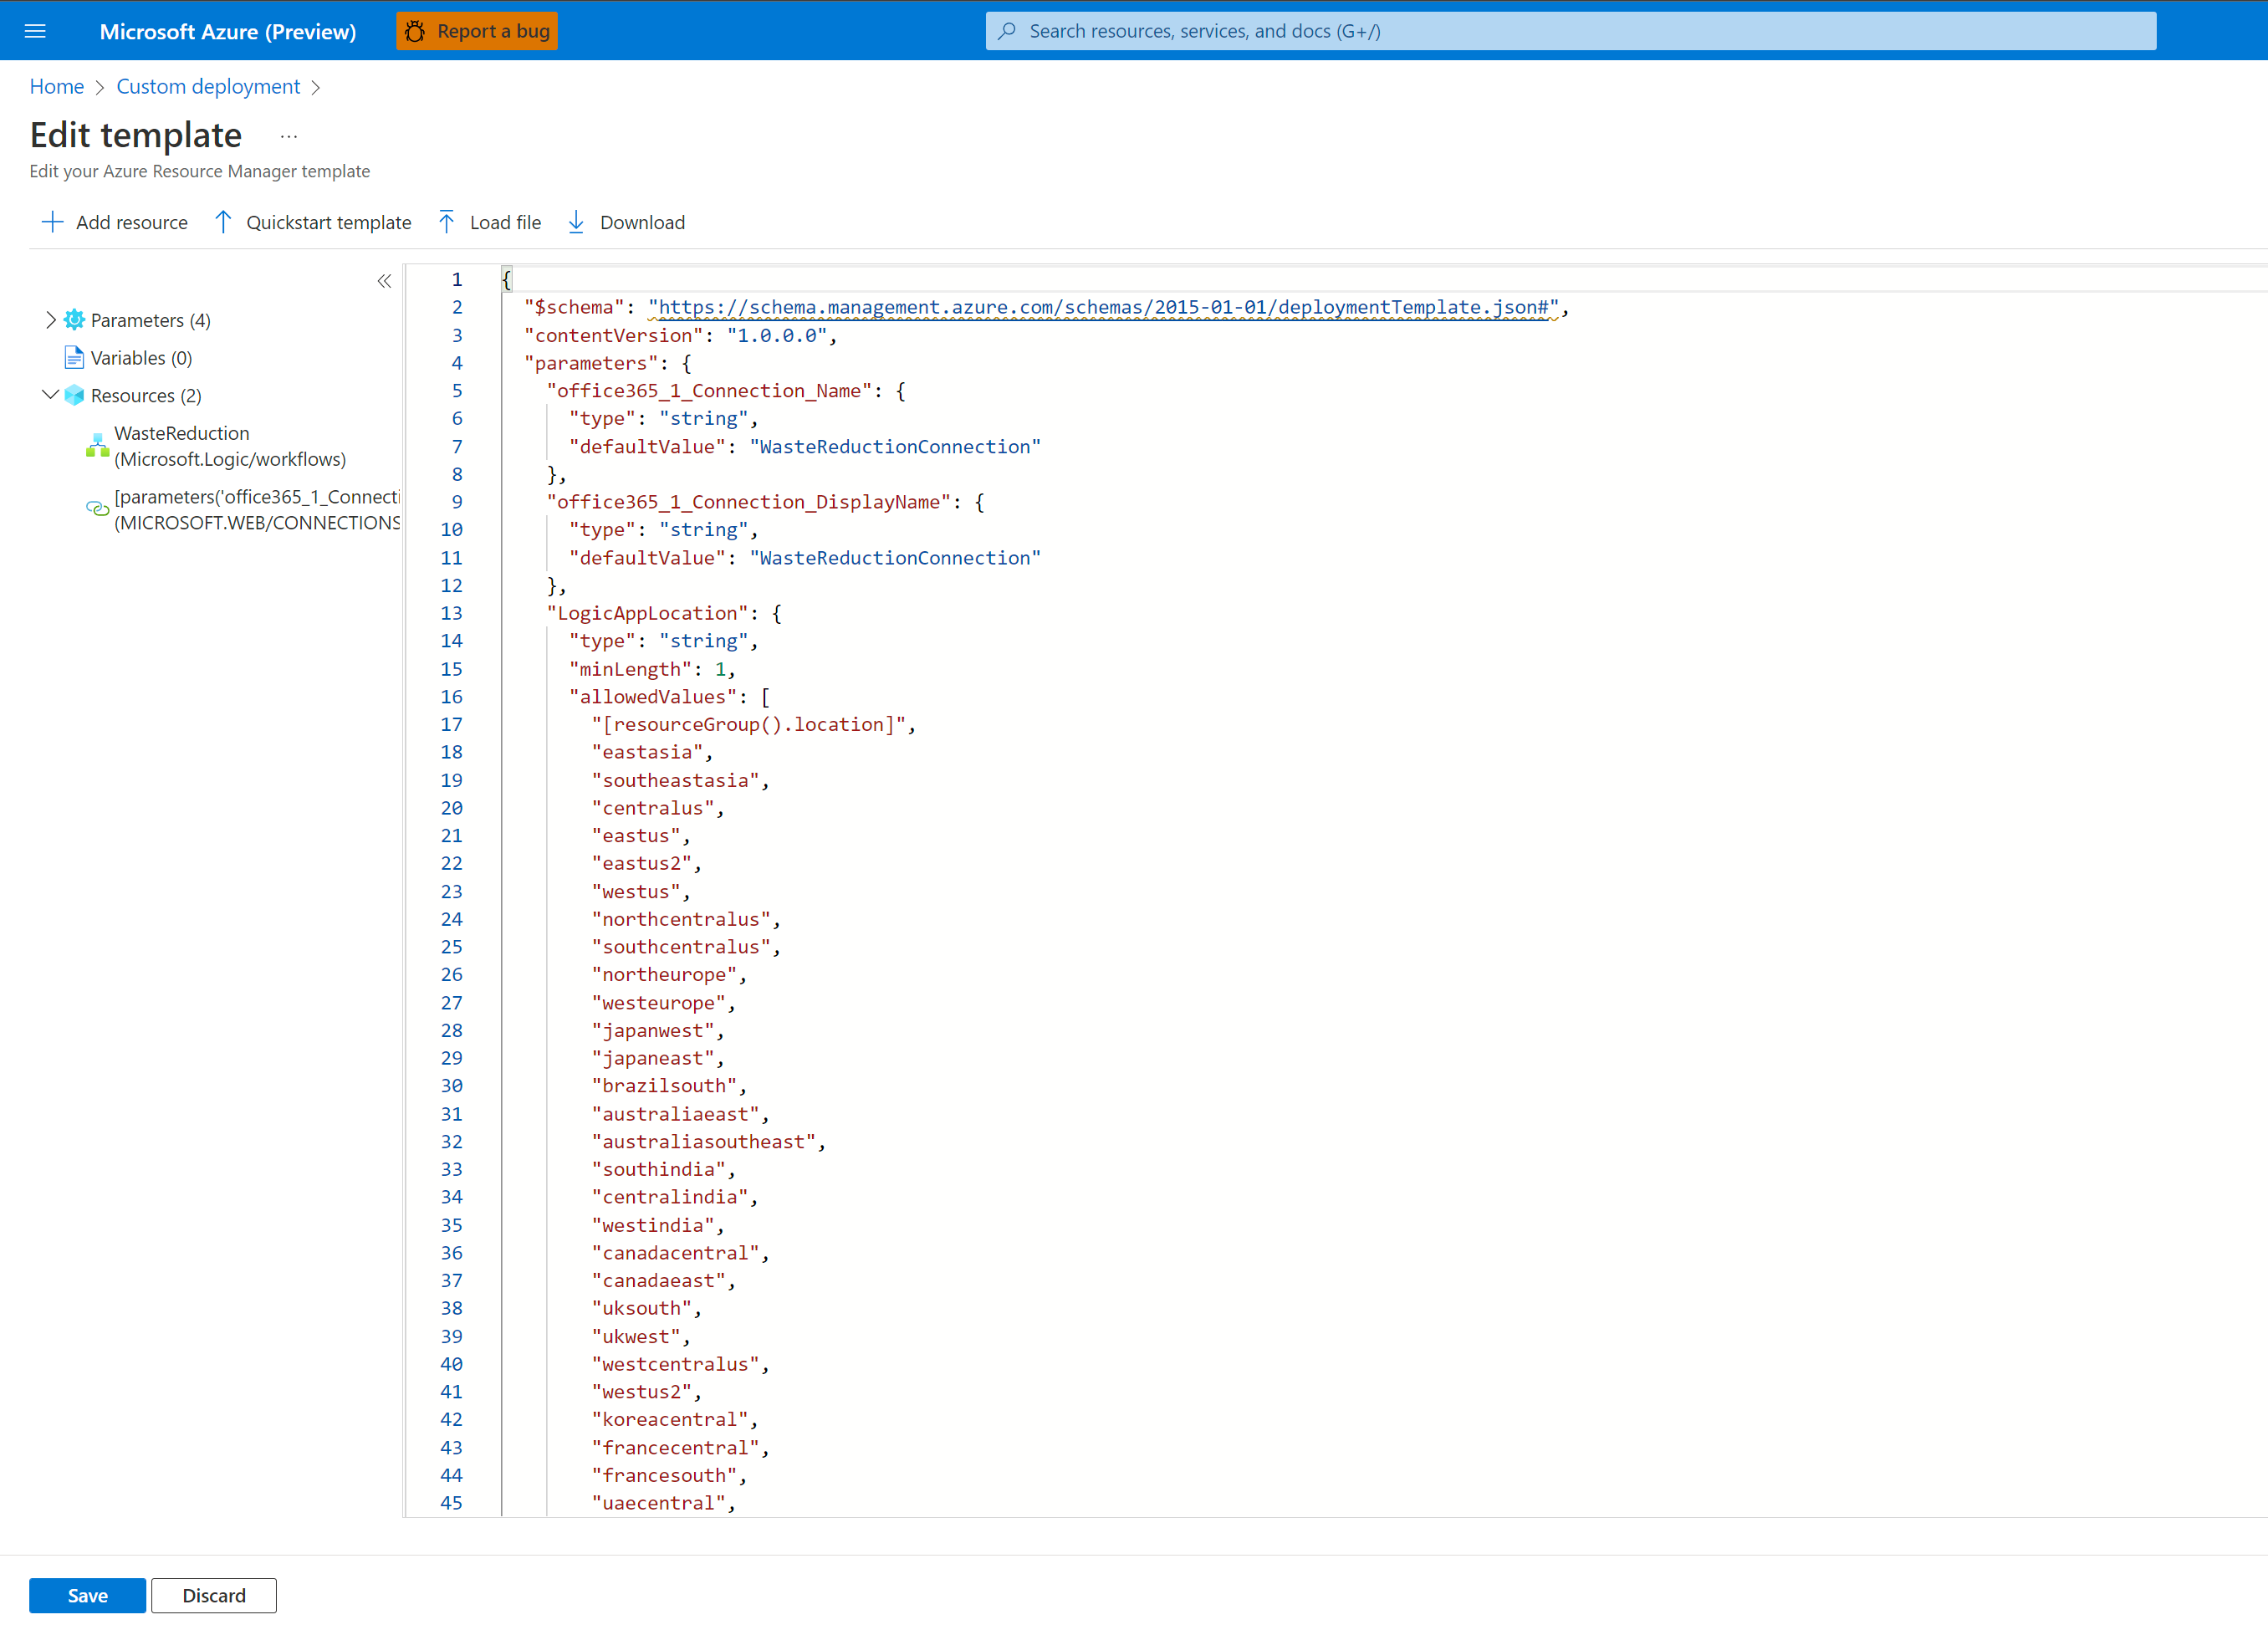 Microsoft Azure (Preview)
Report a bug
Search resources, services, and docs (G+/)
Home > Custom deployment >
Edit template ...
Edit your Azure Resource Manager template
Add resource
Quickstart template
Load file
Download
«
Parameters (4)
Variables (0)
Resources (2)
WasteReduction
(Microsoft.Logic/workflows)
[parameters('office365_1_Connecti
(MICROSOFT.WEB/CONNECTIONS
1 {
2 "$schema": "https://schema.management.azure.com/schemas/2015-01-01/deploymentTemplate.json#",
3 "contentVersion": "1.0.0.0",
4 "parameters": {
5 "office365_1_Connection_Name": {
6 "type": "string",
7 "defaultValue": "WasteReductionConnection"
8 },
9 "office365_1_Connection_DisplayName": {
10 "type": "string",
11 "defaultValue": "WasteReductionConnection"
12 },
13 "LogicAppLocation": {
14 "type": "string",
15 "minLength": 1,
16 "allowedValues": [
17 "[resourceGroup().location]",
18 "eastasia",
19 "southeastasia",
20 "centralus",
21 "eastus",
22 "eastus2",
23 "westus",
24 "northcentralus",
25 "southcentralus",
26 "northeurope",
27 "westeurope",
28 "japanwest",
29 "japaneast",
30 "brazilsouth",
31 "australiaeast",
32 "australiasoutheast",
33 "southindia",
34 "centralindia",
35 "westindia",
36 "canadacentral",
37 "canadaeast",
38 "uksouth",
39 "ukwest",
40 "westcentralus",
41 "westus2",
42 "koreacentral",
43 "francecentral",
44 "francesouth",
45 "uaecentral",
Save
Discard